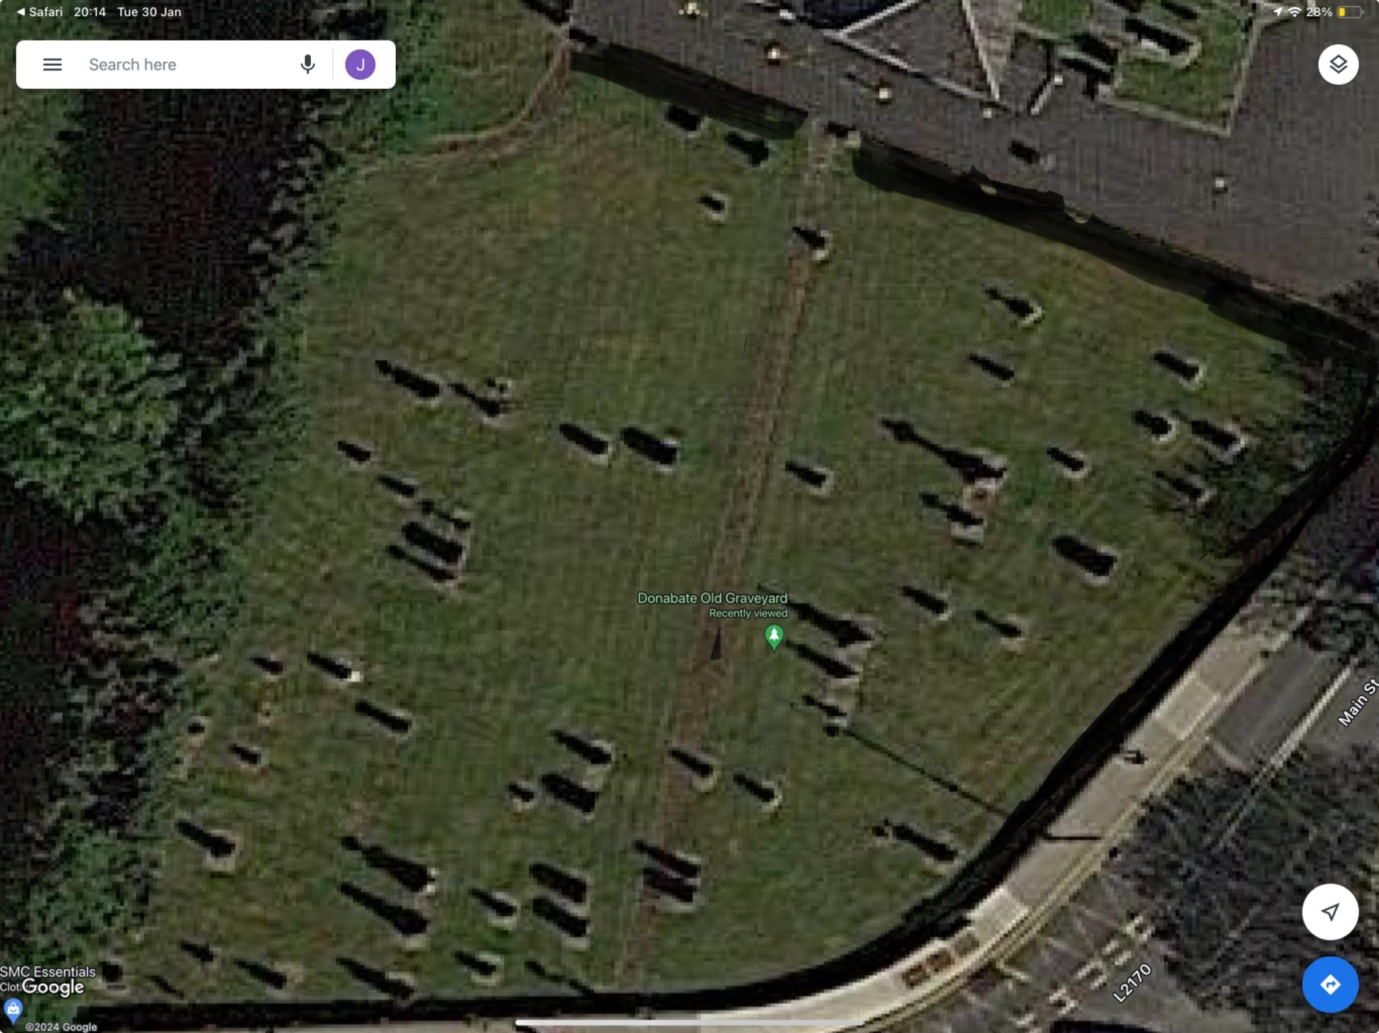 Safari 20:14 Tue 30 Jan 28%
Search here
J
Donabate Old Graveyard
Recently viewed
Main St
L2170
SMC Essentials
Clot
Google
©2024 Google